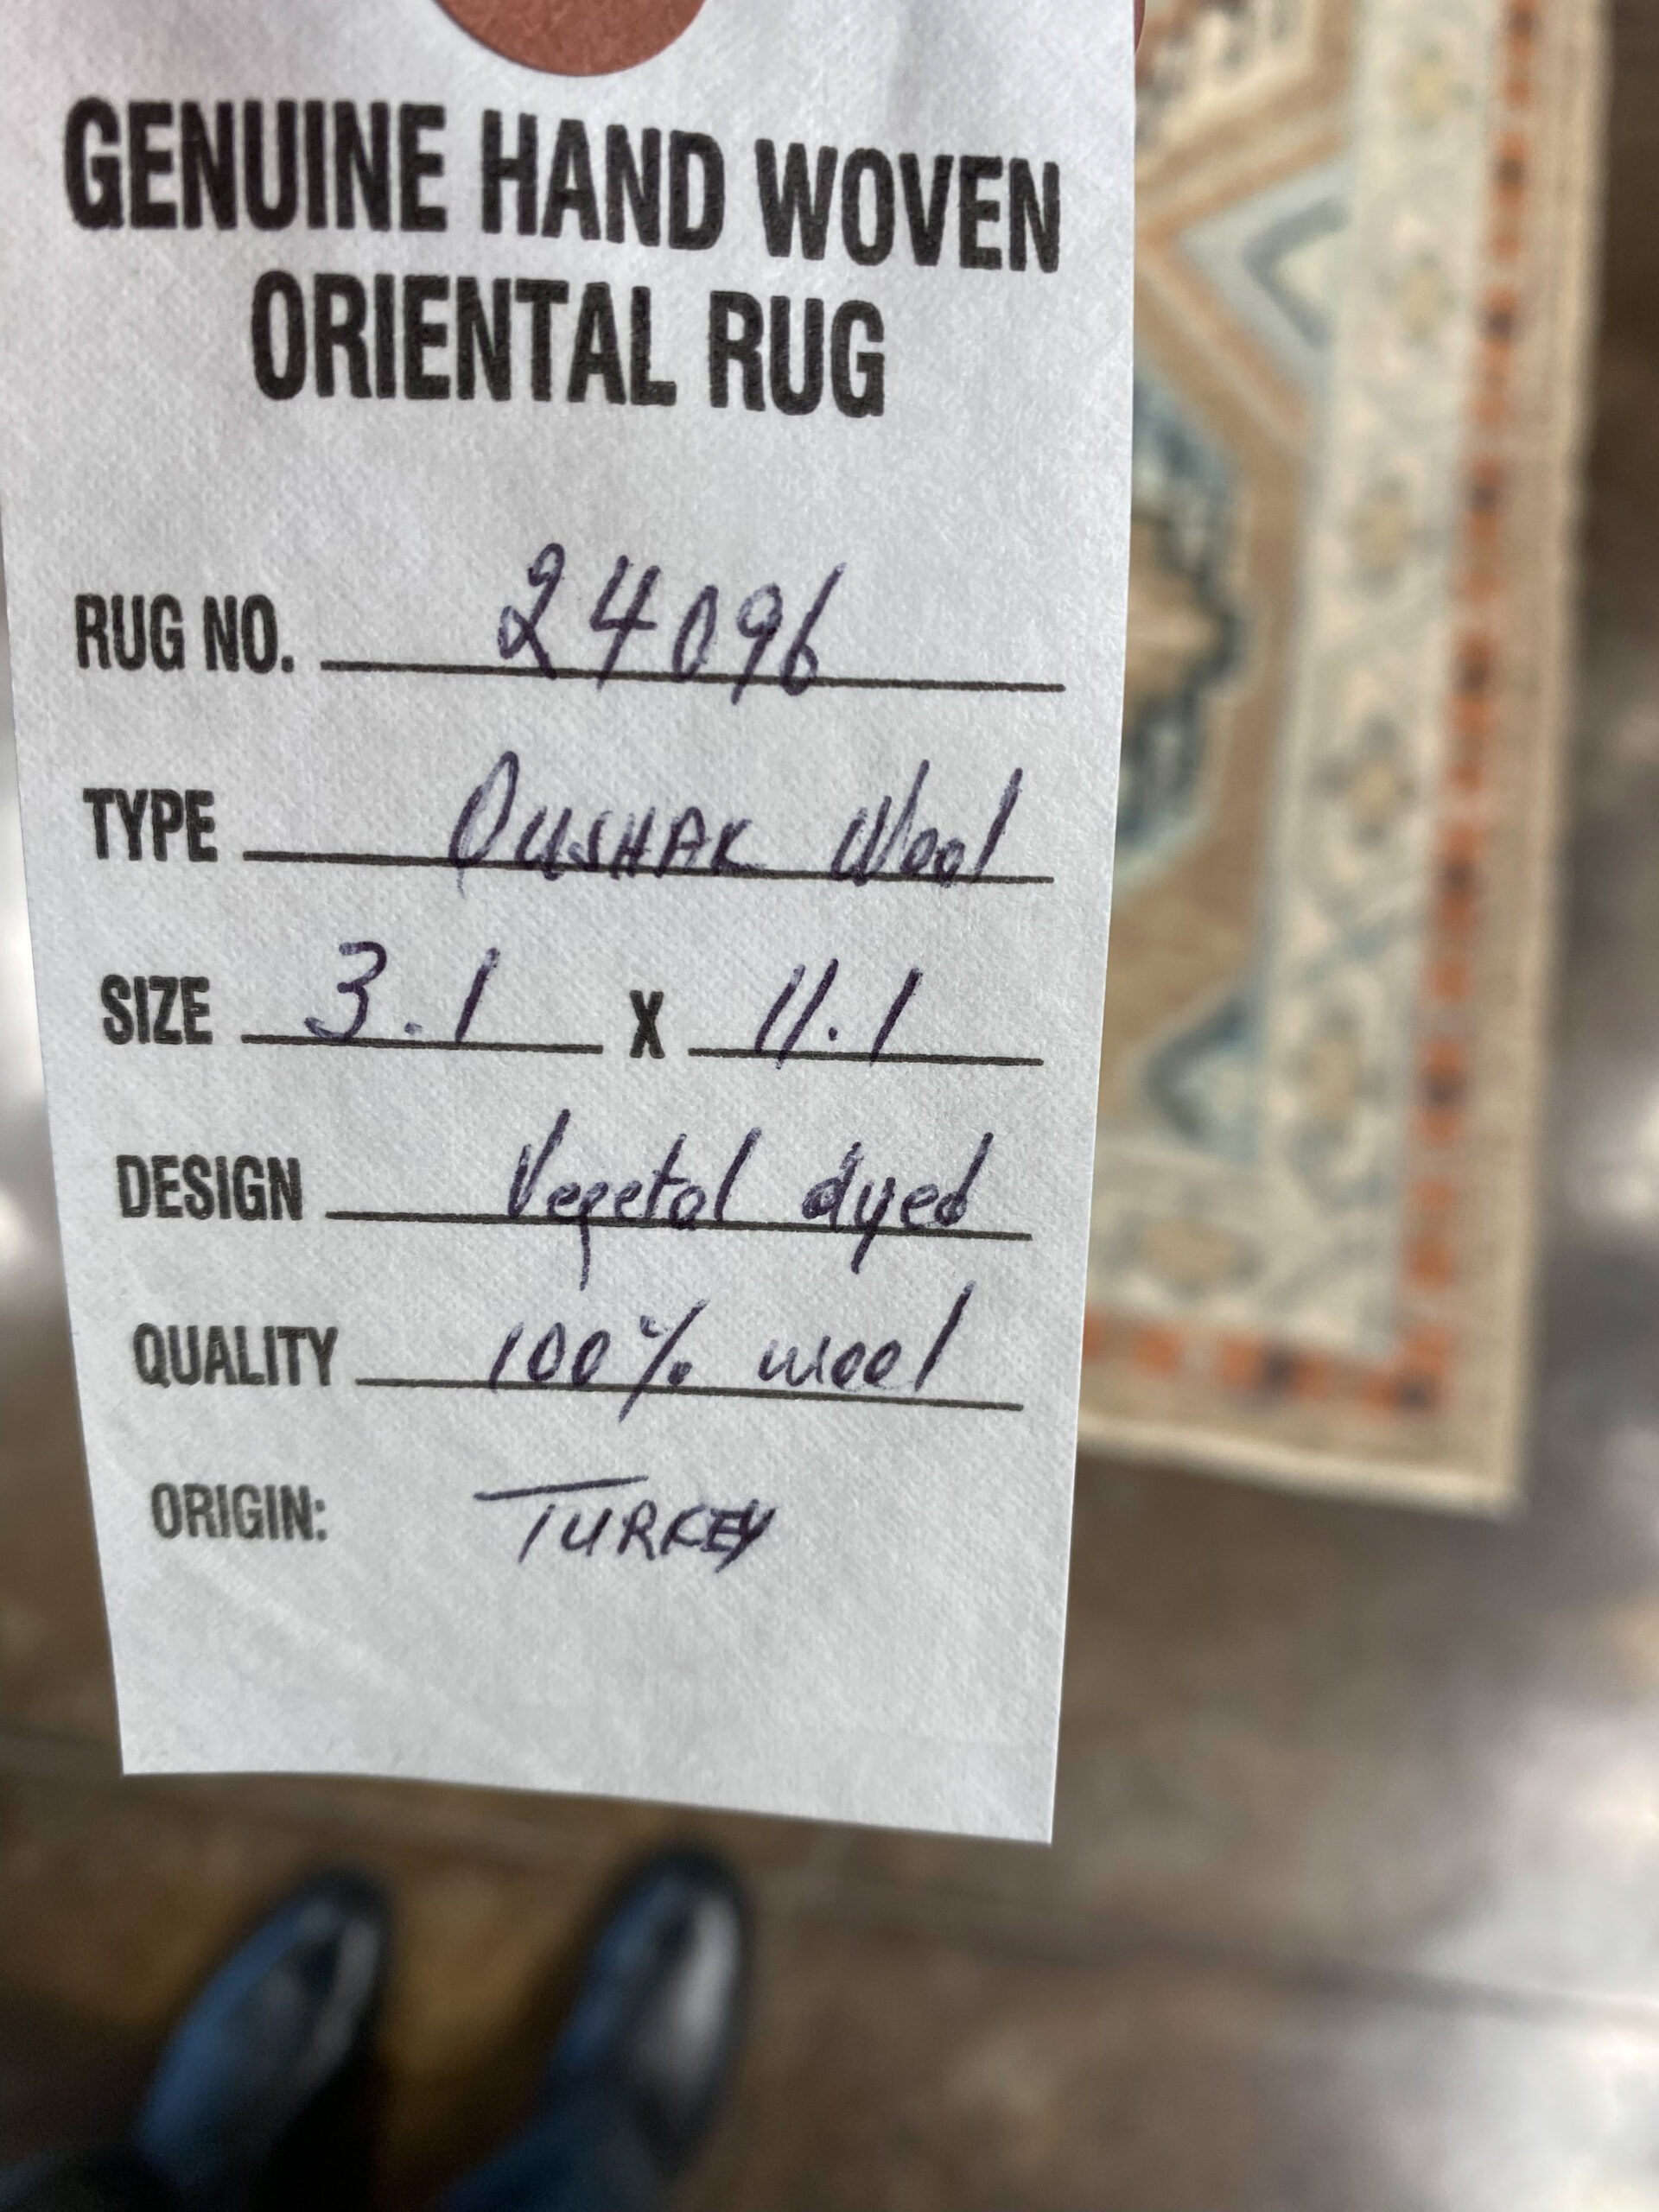 GENUINE HAND WOVEN
ORIENTAL RUG
RUG NO. 24096
TYPE OUSHAK Wool
SIZE 3.1 X 11.1
DESIGN Vegetal dyed
QUALITY 100% wool
ORIGIN: TURKEY